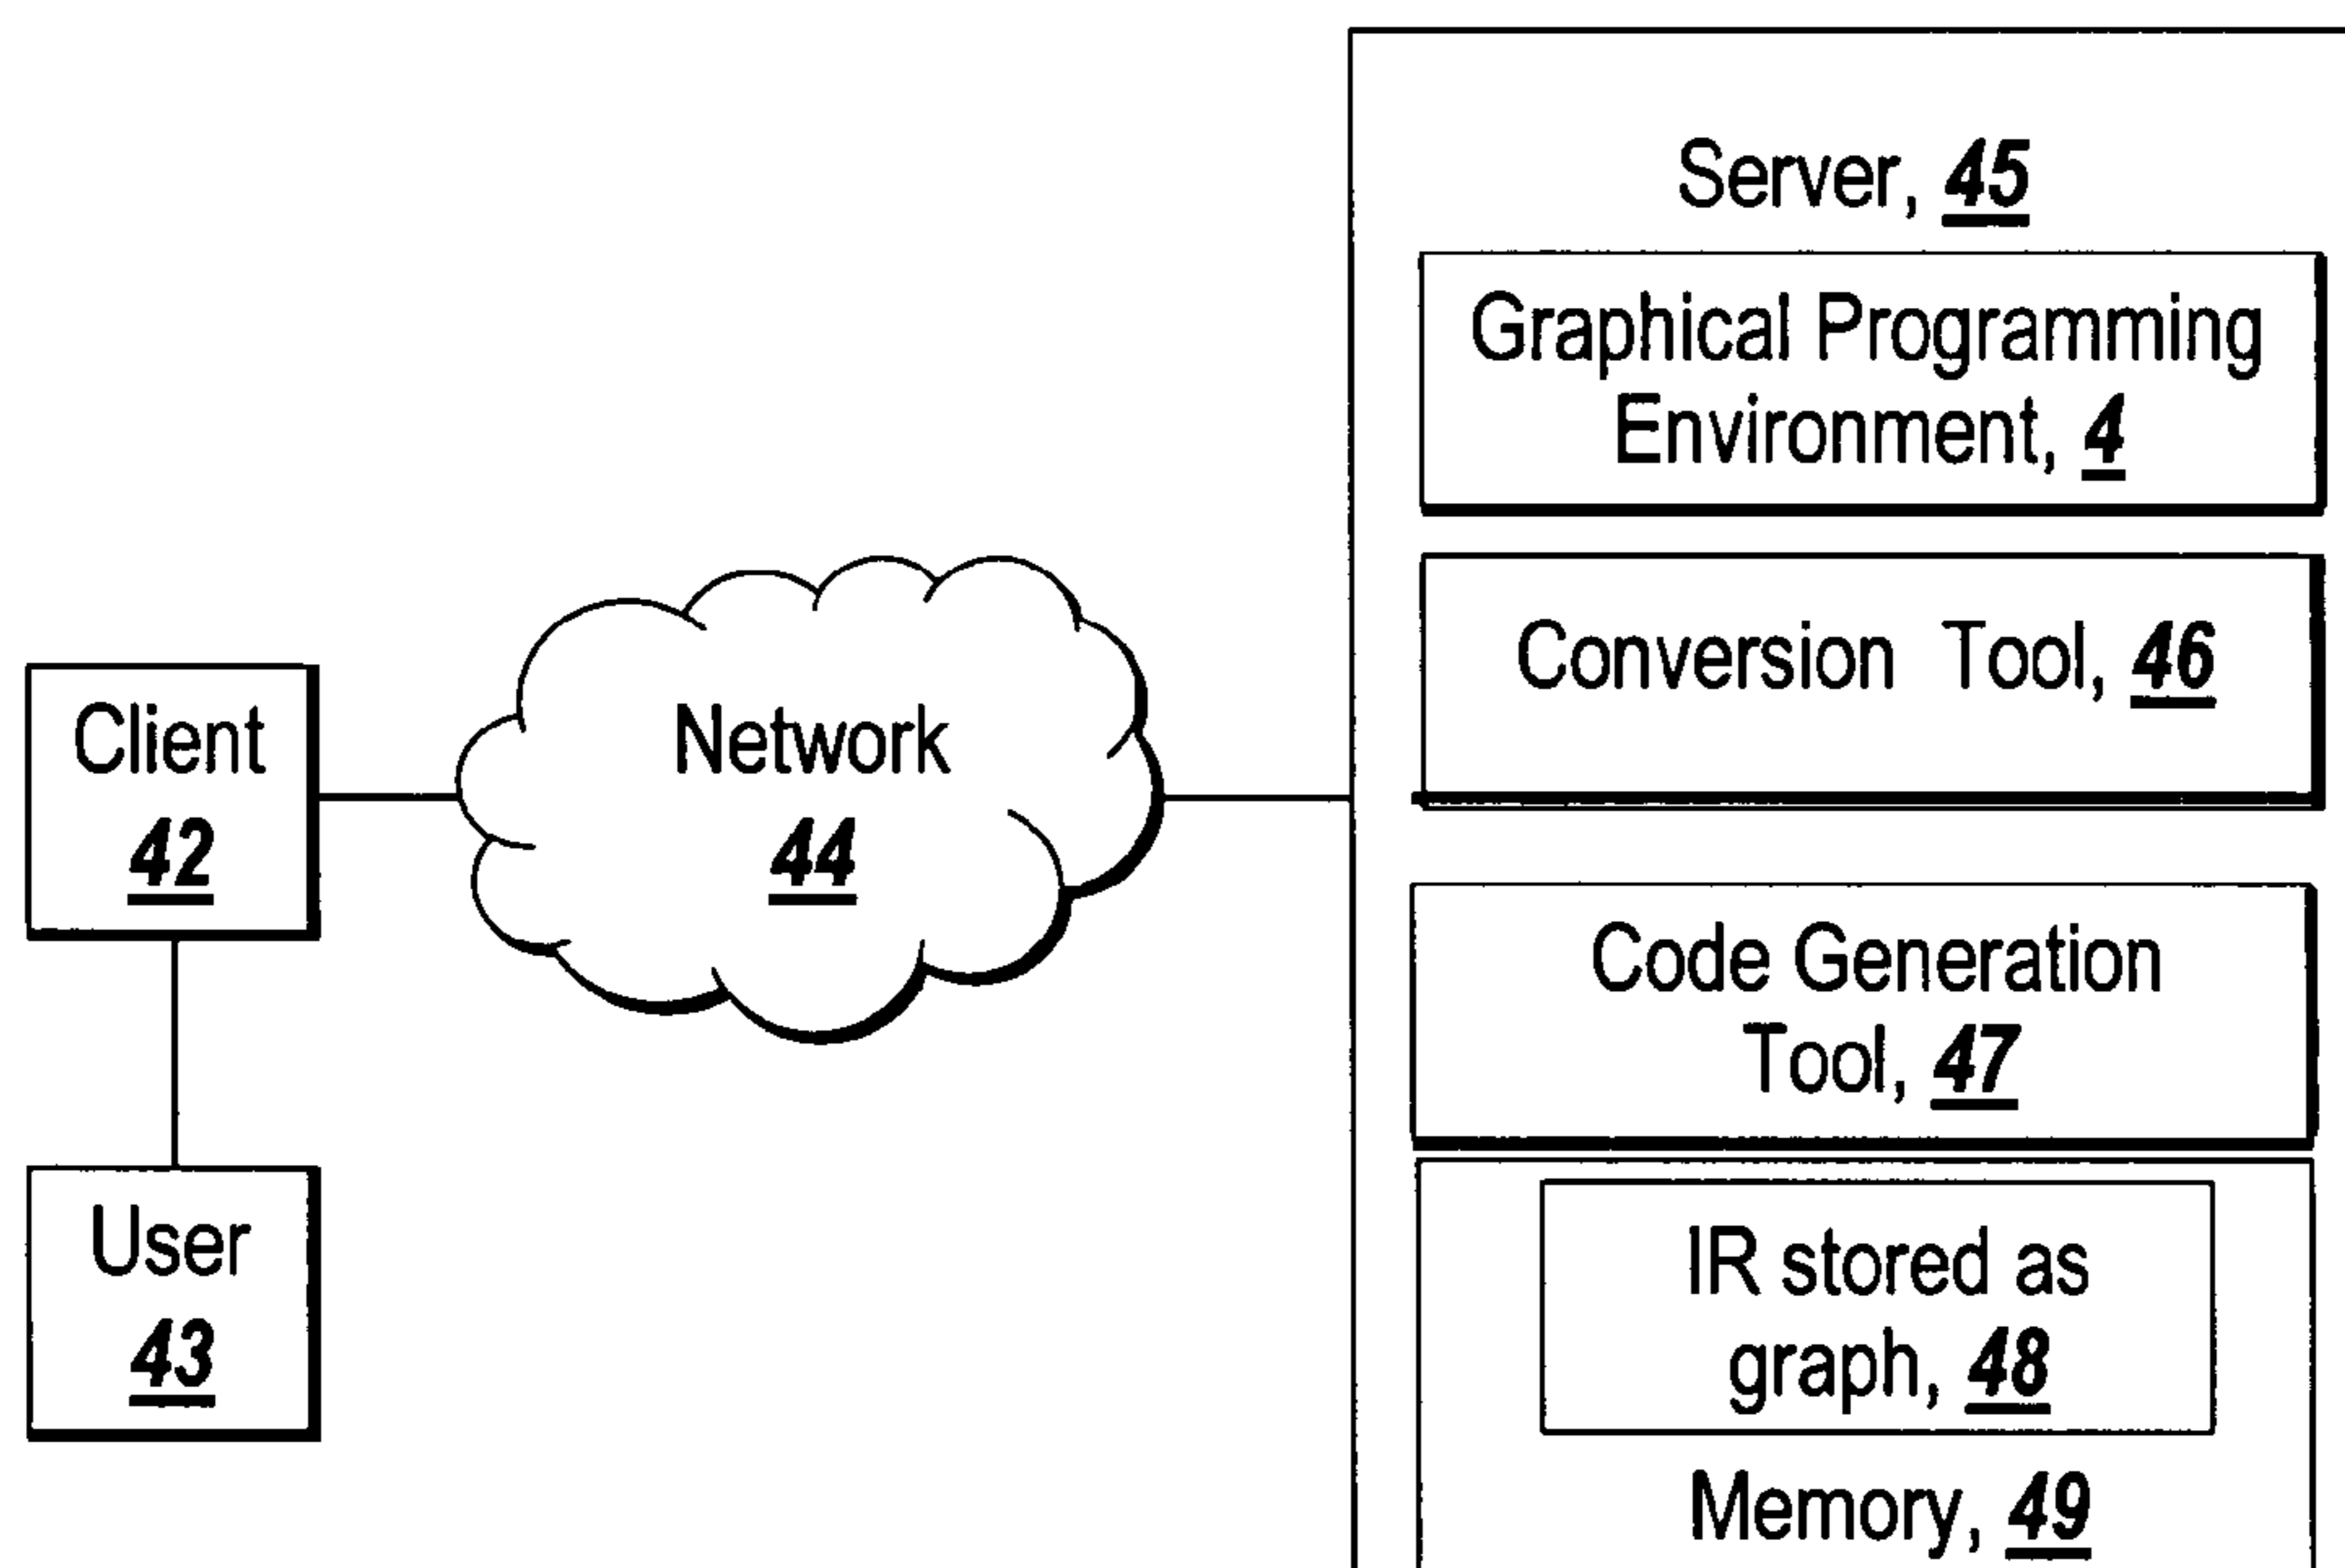 Server, 45
Graphical Programming
Environment, 4
Conversion Tool, 46
Client
42
Network
44
Code Generation
Tool, 47
User
43
IR stored as
graph, 48
Memory, 49